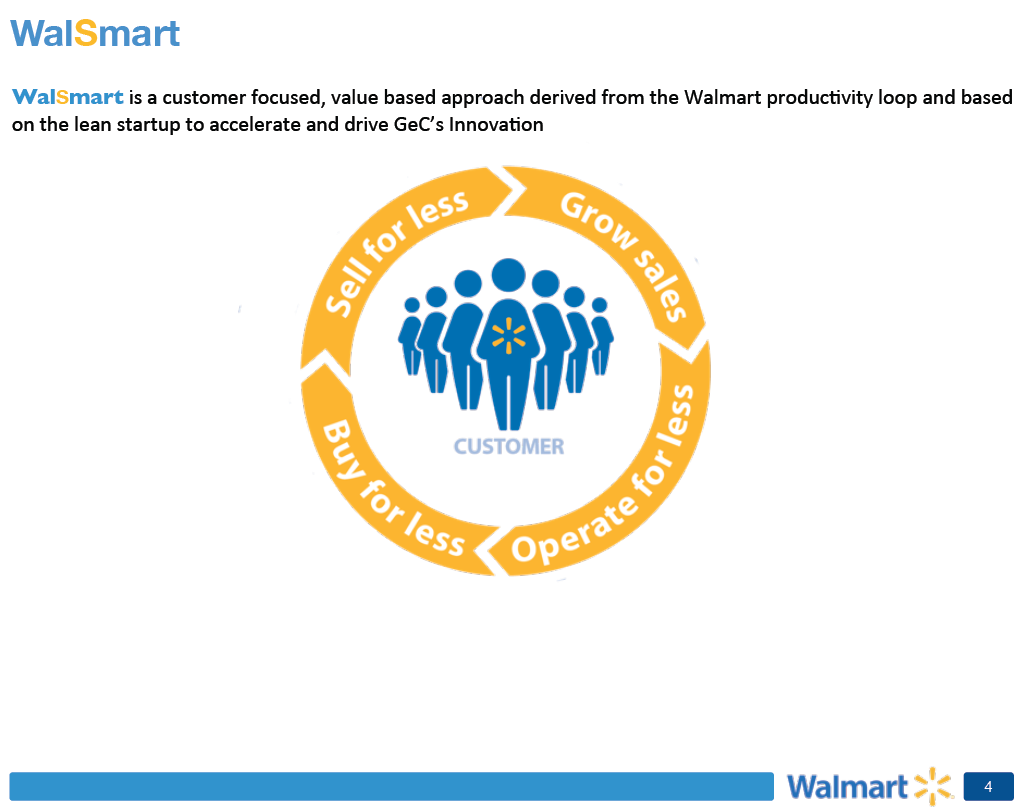 WalSmart
WalSmart is a customer focused, value based approach derived from the Walmart productivity loop and based
on the lean startup to accelerate and drive GeC’s Innovation
Sell for less
Grow sales
Operate for less
Buy for less
CUSTOMER
Walmart
4